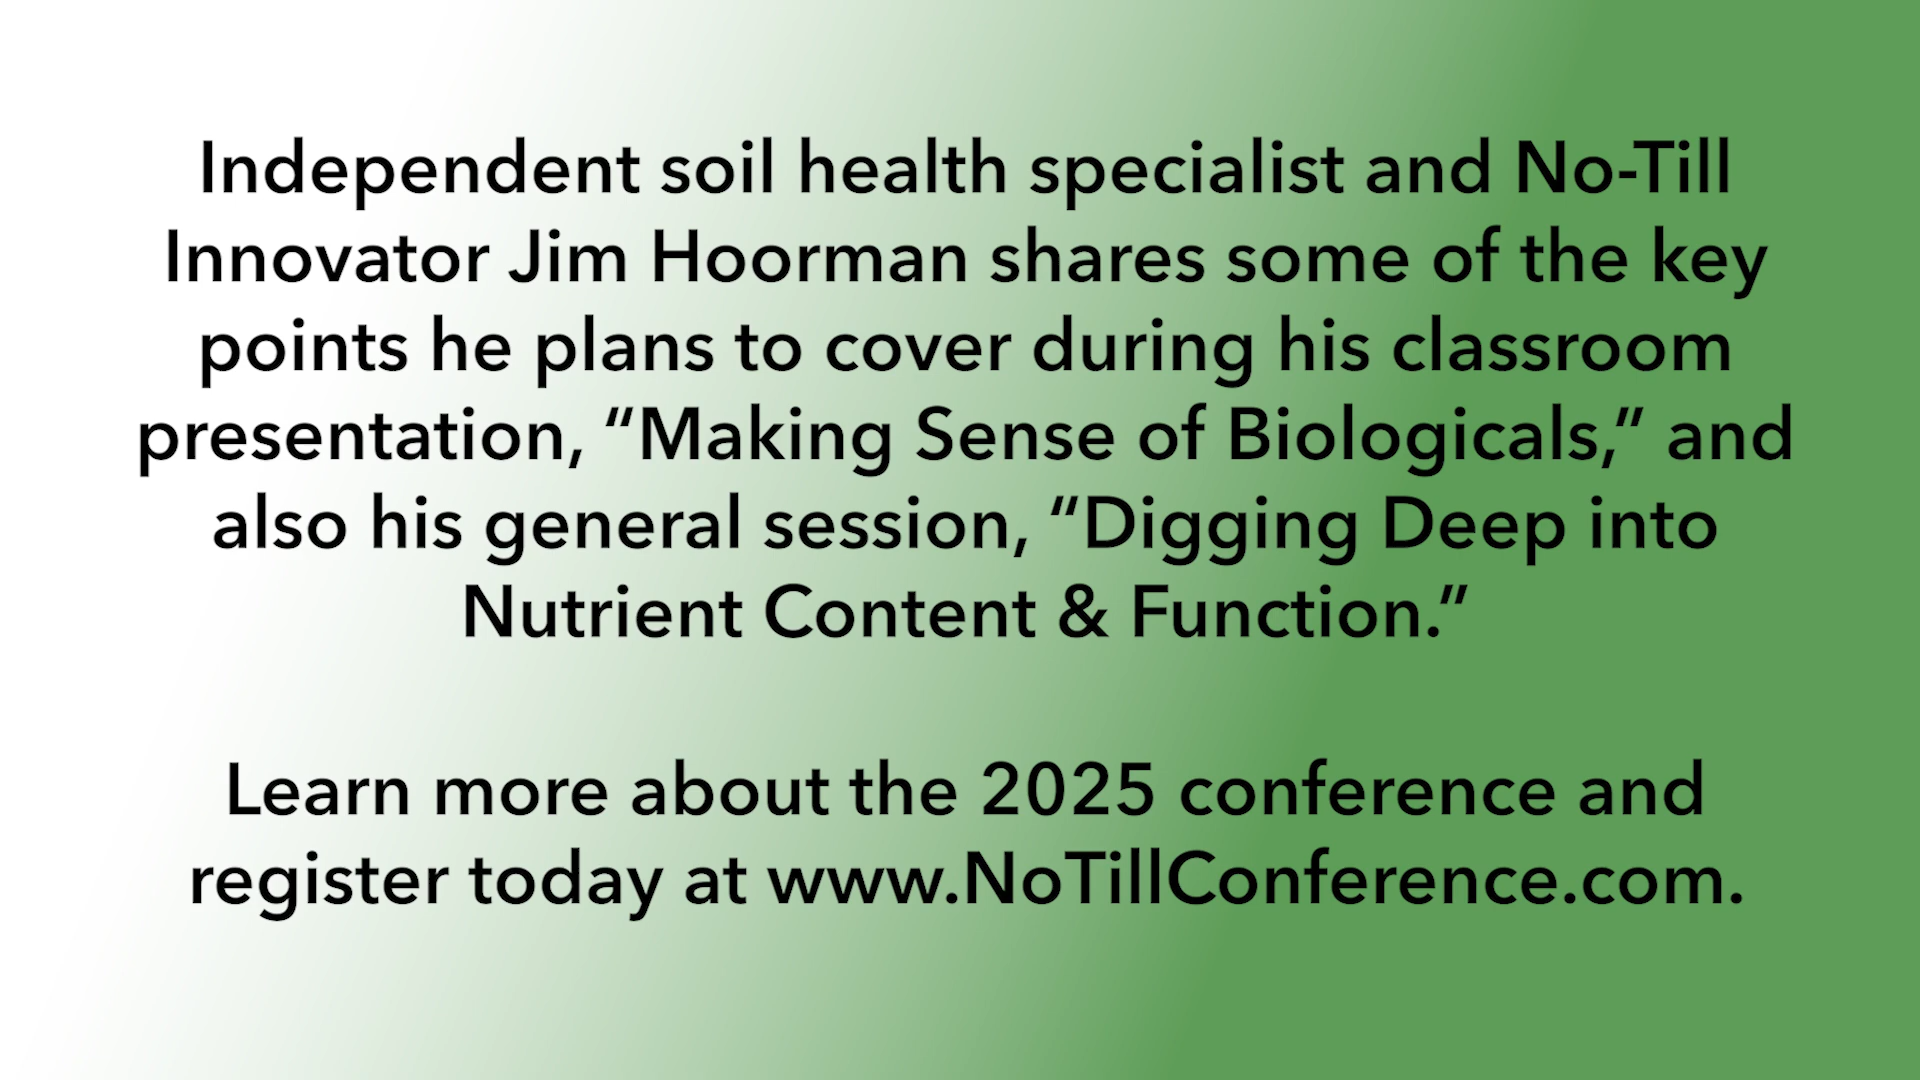 Independent soil health specialist and No-Till
Innovator Jim Hoorman shares some of the key
points he plans to cover during his classroom
presentation, “Making Sense of Biologicals,” and
also his general session, “Digging Deep into
Nutrient Content & Function.”
Learn more about the 2025 conference and
register today at www.NoTillConference.com.